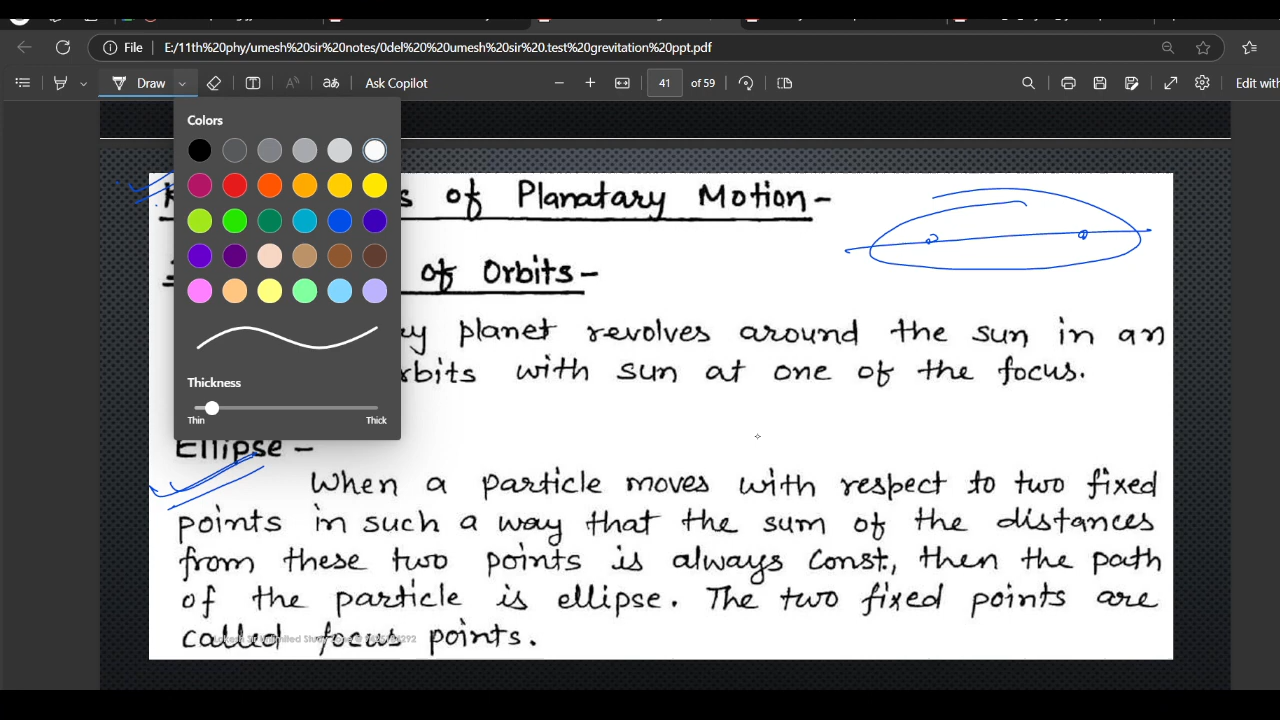 File E:/11th%20phy/umesh%20sir%20notes/0del%20%20umesh%20sir%20.test%20grevitation%20ppt.pdf
Draw Ask Copilot 41 of 59 Edit with
Colors
s of Planatary Motion -
of Orbits -
ey planet revolves around the sun in an
rbits with sun at one of the focus.
Thickness
Thin Thick
Ellipse -
When a particle moves with respect to two fixed
points in such a way that the sum of the distances
from these two points is always Const., then the path
of the particle is ellipse. The two fixed points are
called focus points.